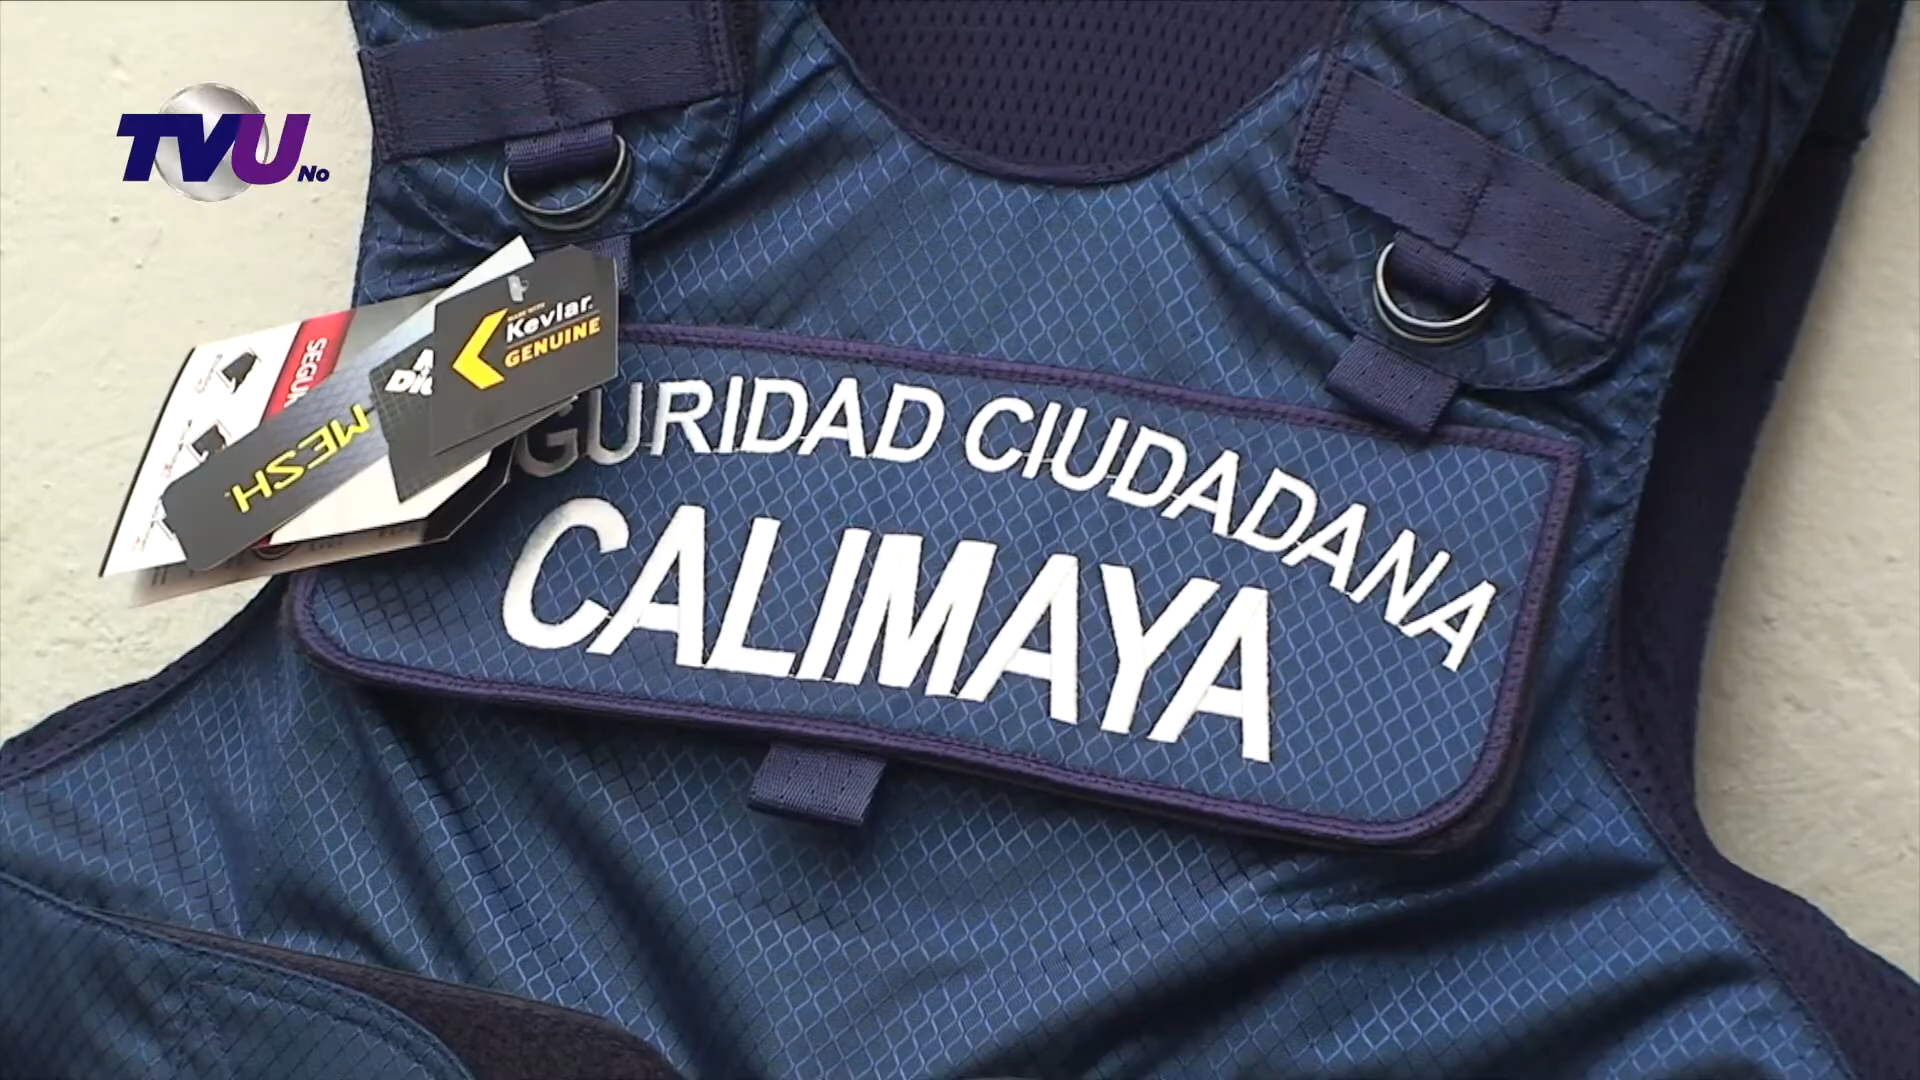 TVU No
Kevlar.
GENUINE
MESH
GURIDAD CIUDADANA
CALIMAYA